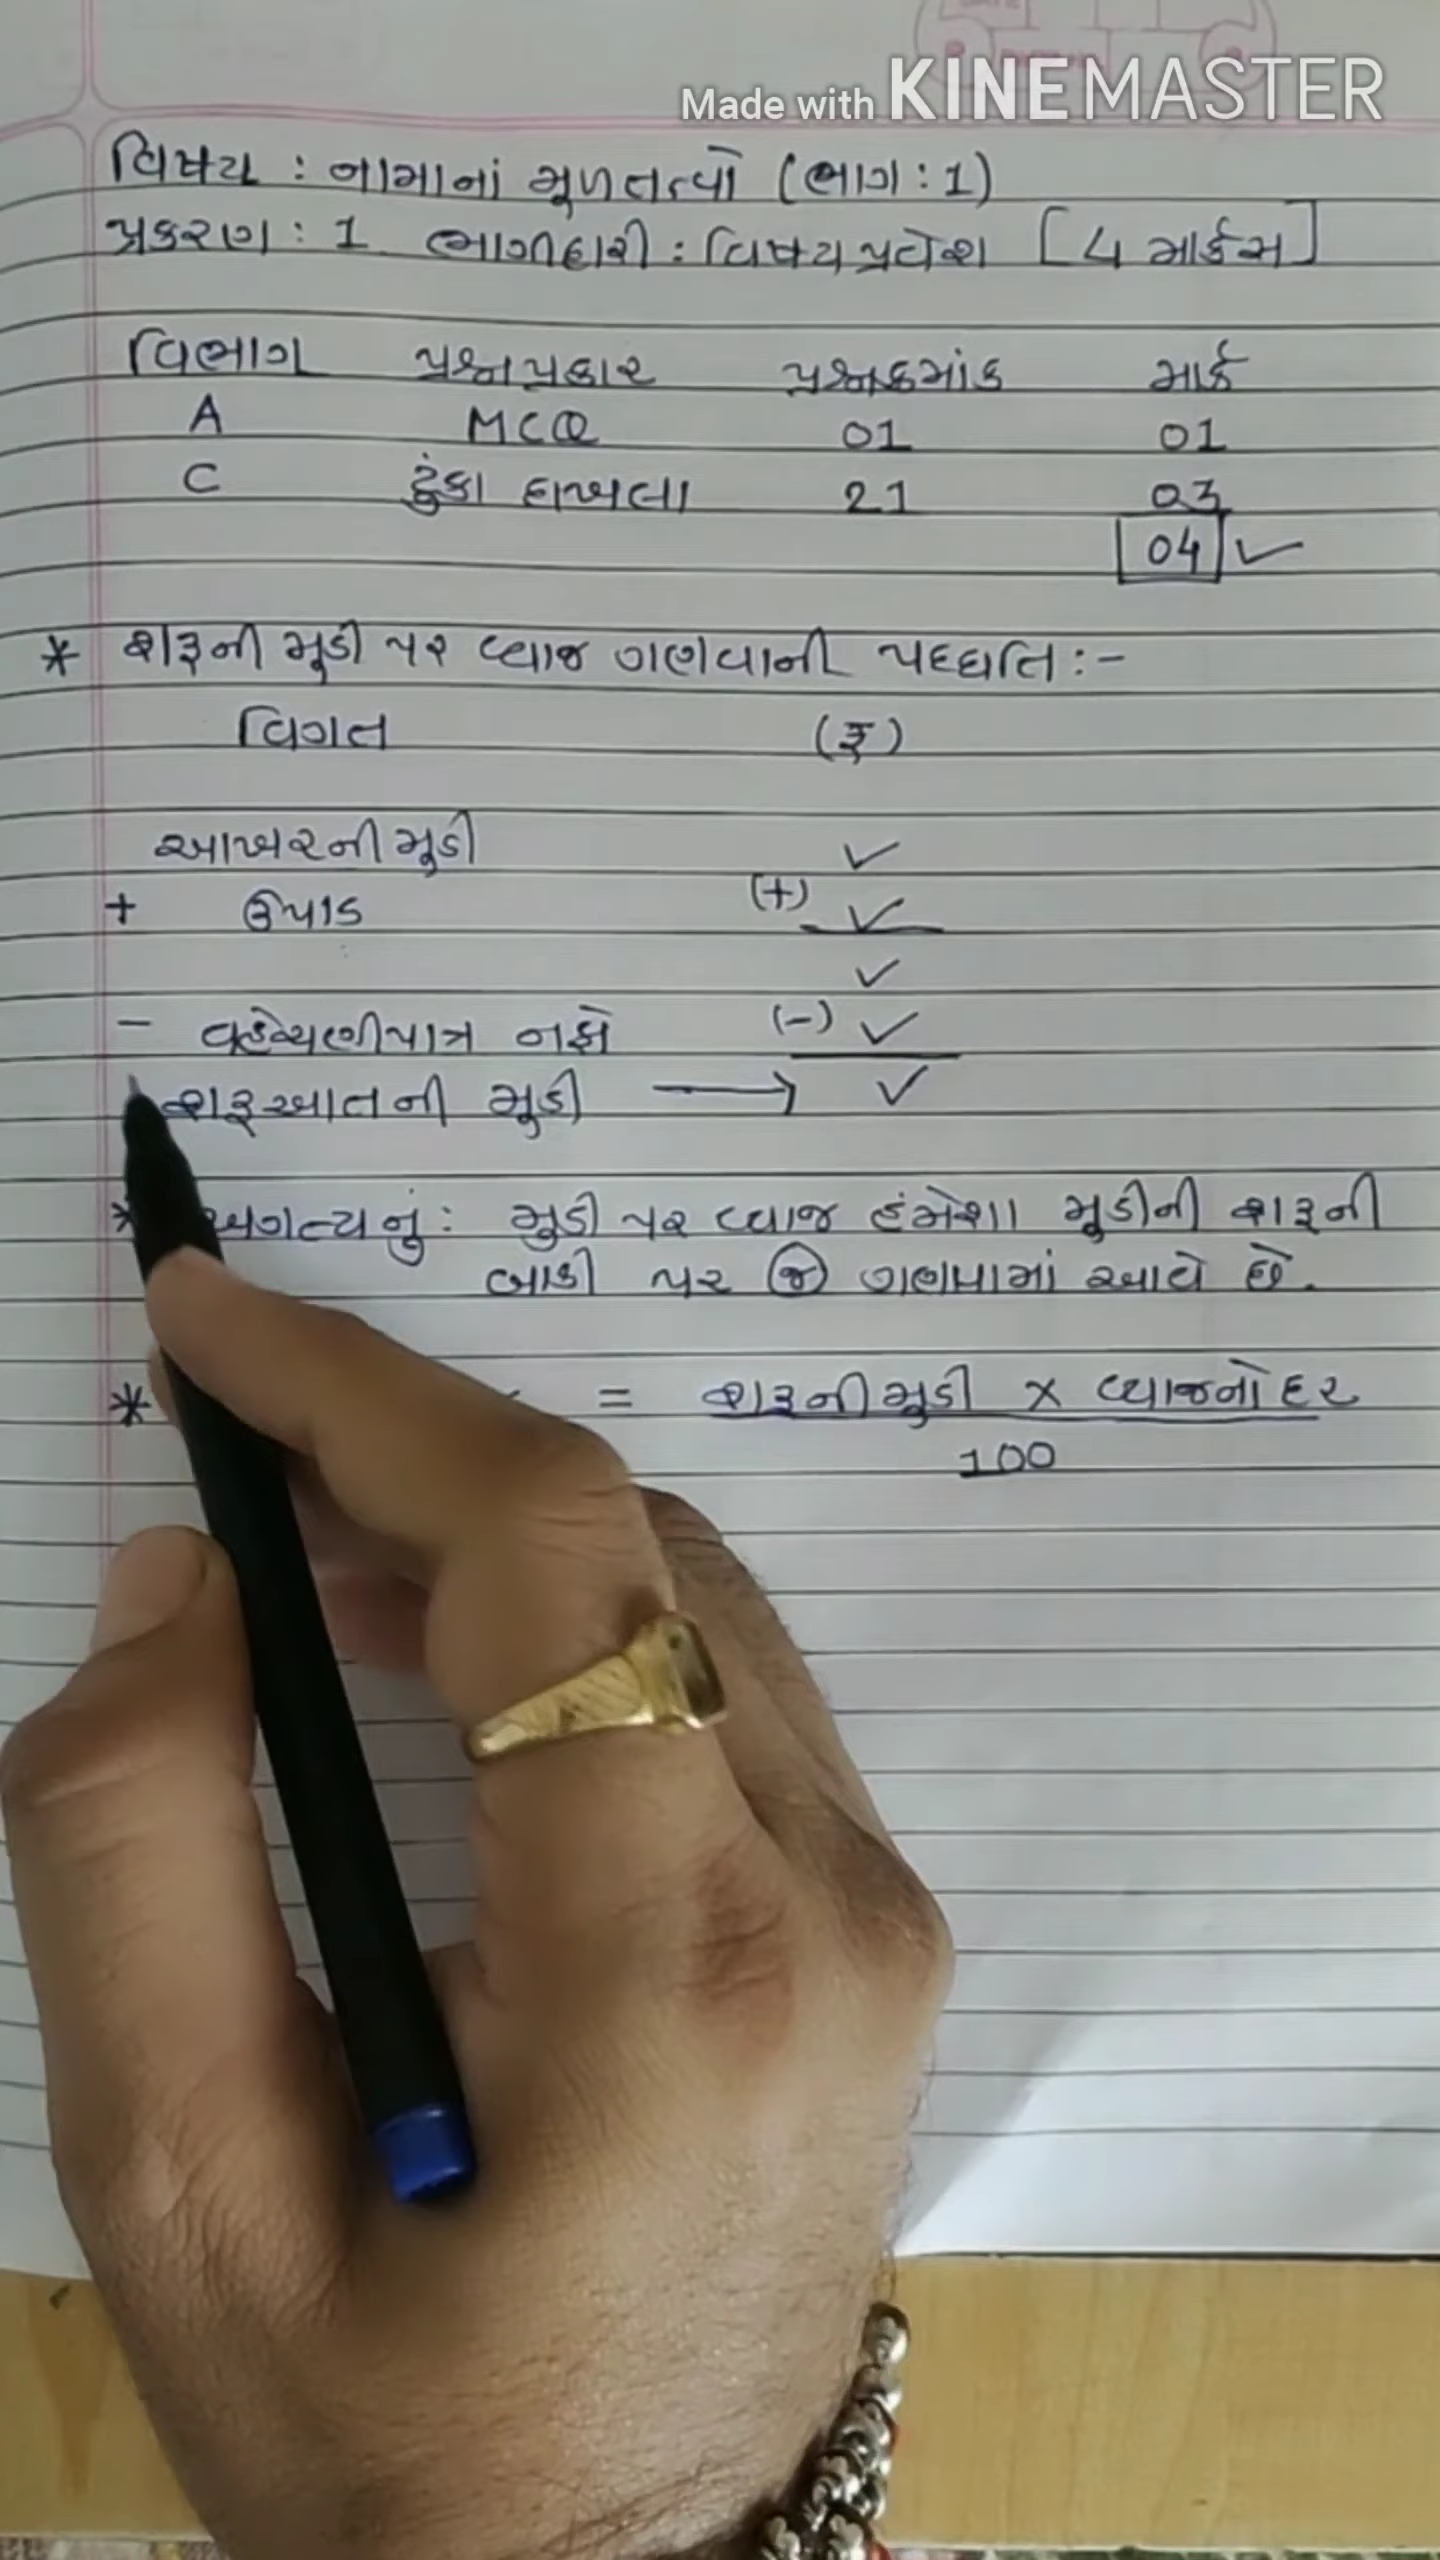 Made with KINEMASTER
વિષય : નામાનાં મૂળતત્વો (ભાગ : 1)
પ્રકરણ : 1 ભાગીદારી : વિષય પ્રવેશ [4 માર્કસ]
વિભાગ પ્રશ્નપ્રકાર પ્રશ્નક્રમાંક માર્ક
A MCQ 01 01
C ટુંકા દાખલા 21 03
04 ✓
* શરૂની મૂડી પર વ્યાજ ગણવાની પદ્ધતિ :-
વિગત (₹)
આખરની મૂડી ✓
+ ઉપાડ (+) ✓
✓
- વહેંચણીપાત્ર નફો (-) ✓
શરૂઆતની મૂડી → ✓
* અગત્યનું : મુડી પર વ્યાજ હંમેશા મૂડીની શરૂની
બાકી પર જ ગણવામાં આવે છે.
* = શરૂની મુડી x વ્યાજનો દર
100